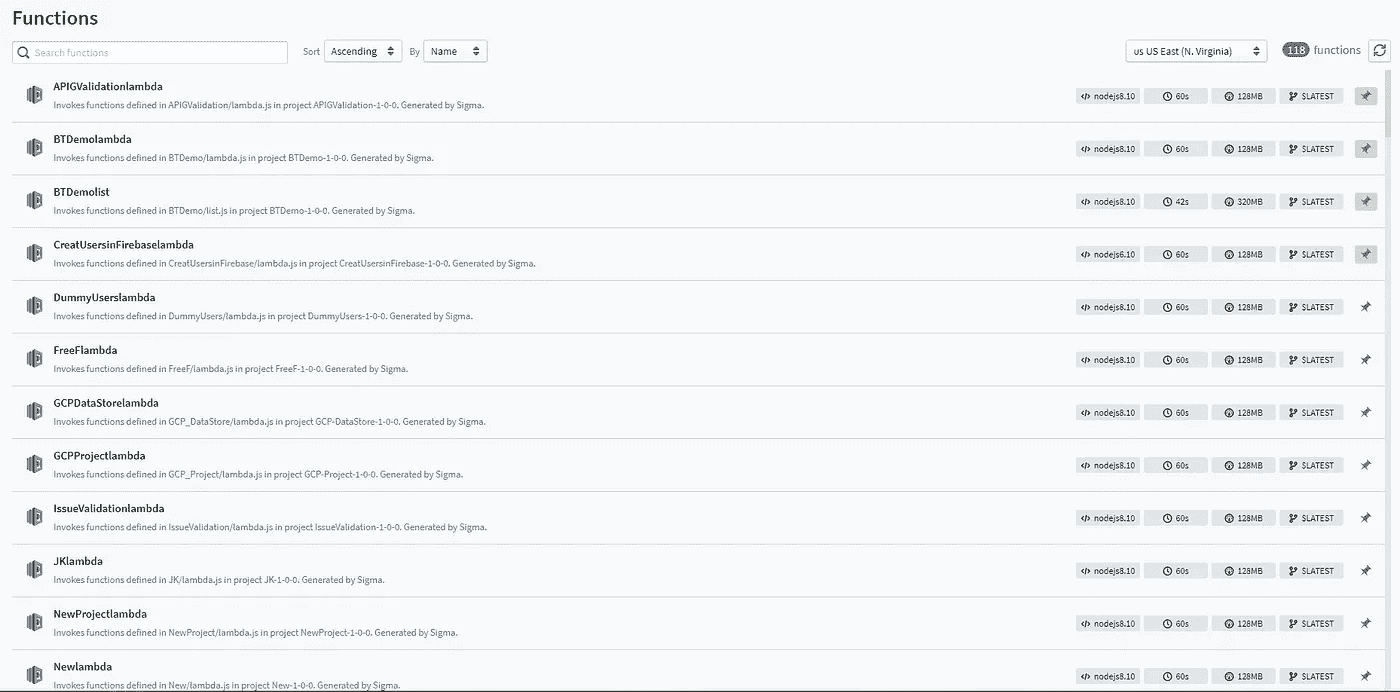 Functions
Search functions Sort Ascending By Name us US East (N. Virginia) 118 functions
APIGValidationlambda
Invokes functions defined in APIGValidation/lambda.js in project APIGValidation-1-0-0. Generated by Sigma. nodejs8.10 60s 128MB $LATEST
BTDemolambda
Invokes functions defined in BTDemo/lambda.js in project BTDemo-1-0-0. Generated by Sigma. nodejs8.10 60s 128MB $LATEST
BTDemolist
Invokes functions defined in BTDemo/list.js in project BTDemo-1-0-0. Generated by Sigma. nodejs8.10 42s 320MB $LATEST
CreatUsersinFirebaselambda
Invokes functions defined in CreatUsersinFirebase/lambda.js in project CreatUsersinFirebase-1-0-0. Generated by Sigma. nodejs6.10 60s 128MB $LATEST
DummyUserslambda
Invokes functions defined in DummyUsers/lambda.js in project DummyUsers-1-0-0. Generated by Sigma. nodejs8.10 60s 128MB $LATEST
FreeFlambda
Invokes functions defined in FreeF/lambda.js in project FreeF-1-0-0. Generated by Sigma. nodejs8.10 60s 128MB $LATEST
GCPDataStorelambda
Invokes functions defined in GCP_DataStore/lambda.js in project GCP-DataStore-1-0-0. Generated by Sigma. nodejs8.10 60s 128MB $LATEST
GCPProjectlambda
Invokes functions defined in GCP_Project/lambda.js in project GCP-Project-1-0-0. Generated by Sigma. nodejs8.10 60s 128MB $LATEST
IssueValidationlambda
Invokes functions defined in IssueValidation/lambda.js in project IssueValidation-1-0-0. Generated by Sigma. nodejs8.10 60s 128MB $LATEST
JKlambda
Invokes functions defined in JK/lambda.js in project JK-1-0-0. Generated by Sigma. nodejs8.10 60s 128MB $LATEST
NewProjectlambda
Invokes functions defined in NewProject/lambda.js in project NewProject-1-0-0. Generated by Sigma. nodejs8.10 60s 128MB $LATEST
Newlambda
Invokes functions defined in New/lambda.js in project New-1-0-0. Generated by Sigma. nodejs8.10 60s 128MB $LATEST